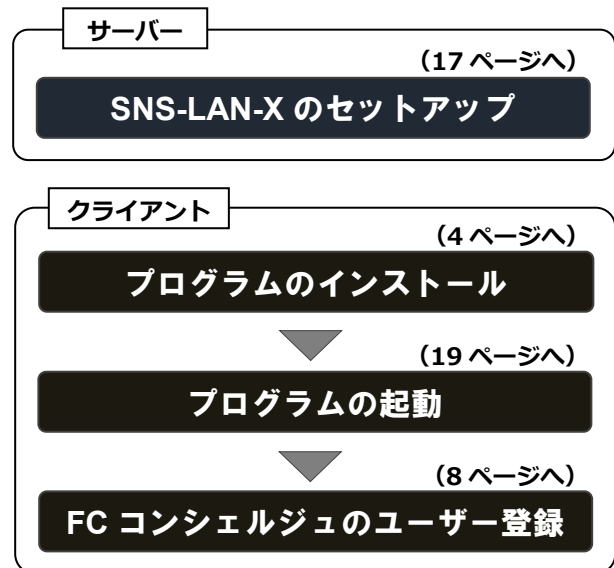 サーバー
（17 ページへ）
SNS-LAN-X のセットアップ
クライアント
（4 ページへ）
プログラムのインストール
（19 ページへ）
プログラムの起動
（8 ページへ）
FC コンシェルジュのユーザー登録